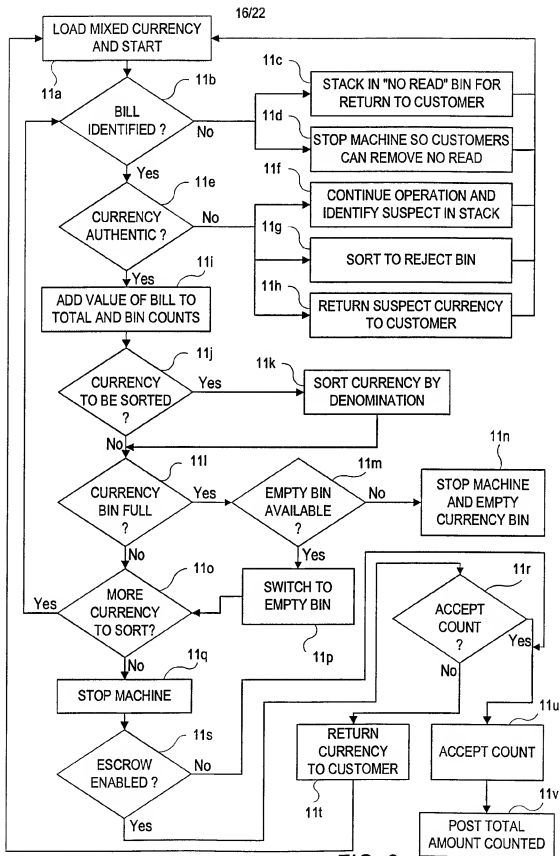 16/22
LOAD MIXED CURRENCY
AND START
11a
11b
BILL
IDENTIFIED ?
No
Yes
11c
STACK IN "NO READ" BIN FOR
RETURN TO CUSTOMER
11d
STOP MACHINE SO CUSTOMERS
CAN REMOVE NO READ
11e
CURRENCY
AUTHENTIC ?
No
Yes
11f
CONTINUE OPERATION AND
IDENTIFY SUSPECT IN STACK
11g
SORT TO REJECT BIN
11h
RETURN SUSPECT CURRENCY
TO CUSTOMER
11i
ADD VALUE OF BILL TO
TOTAL AND BIN COUNTS
11j
CURRENCY
TO BE SORTED
?
Yes
No
11k
SORT CURRENCY BY
DENOMINATION
11l
CURRENCY
BIN FULL
?
Yes
No
11m
EMPTY BIN
AVAILABLE
?
No
Yes
11n
STOP MACHINE
AND EMPTY
CURRENCY BIN
11o
MORE
CURRENCY
TO SORT?
Yes
No
SWITCH TO
EMPTY BIN
11p
11r
ACCEPT
COUNT
?
Yes
No
11q
STOP MACHINE
11s
ESCROW
ENABLED ?
No
Yes
RETURN
CURRENCY
TO CUSTOMER
11t
11u
ACCEPT COUNT
11v
POST TOTAL
AMOUNT COUNTED